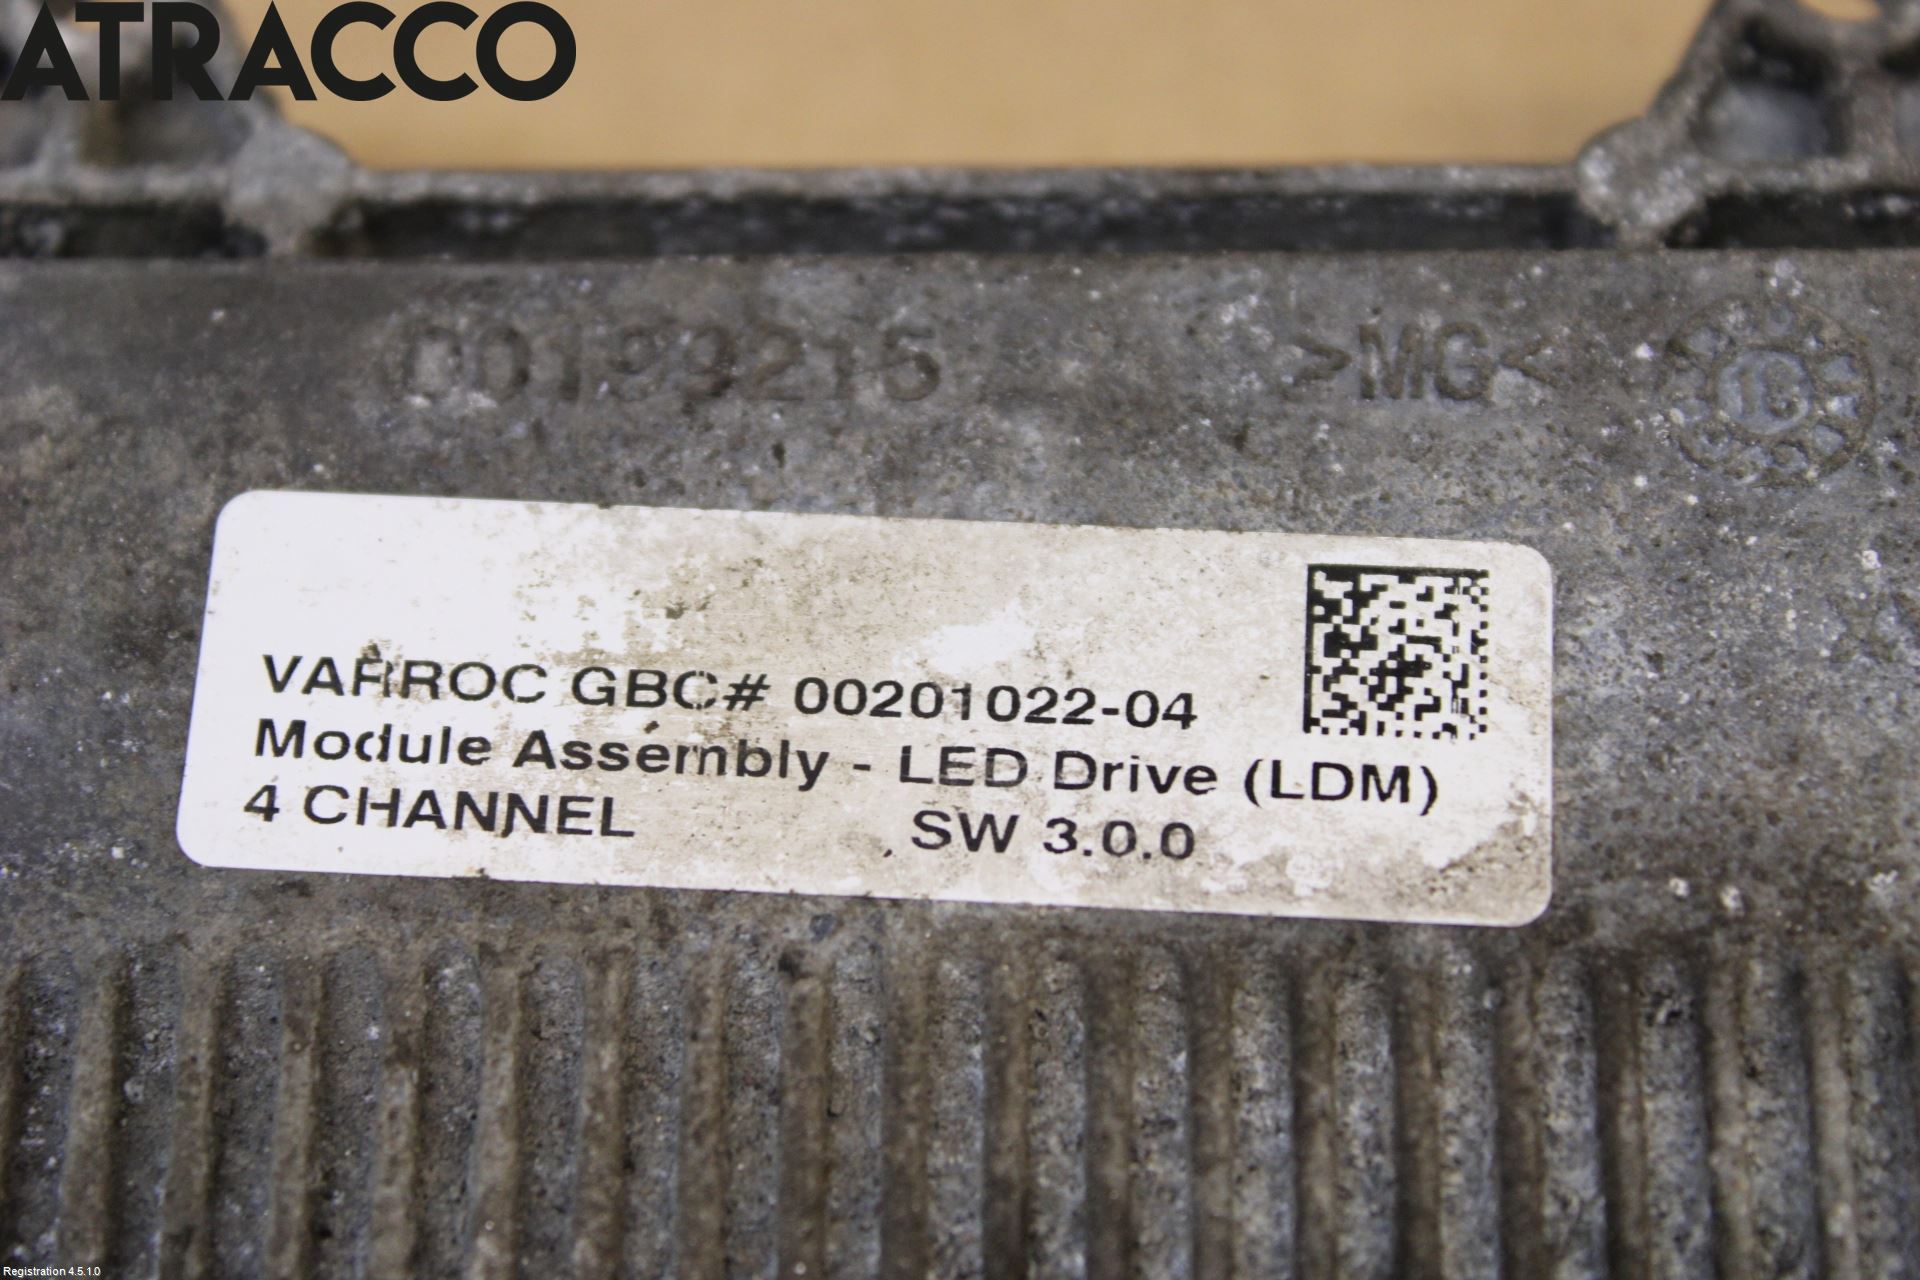 ATRACCO
00199215 >MG<
VARROC GBC# 00201022-04
Module Assembly - LED Drive (LDM)
4 CHANNEL SW 3.0.0
Registration 4.5.1.0